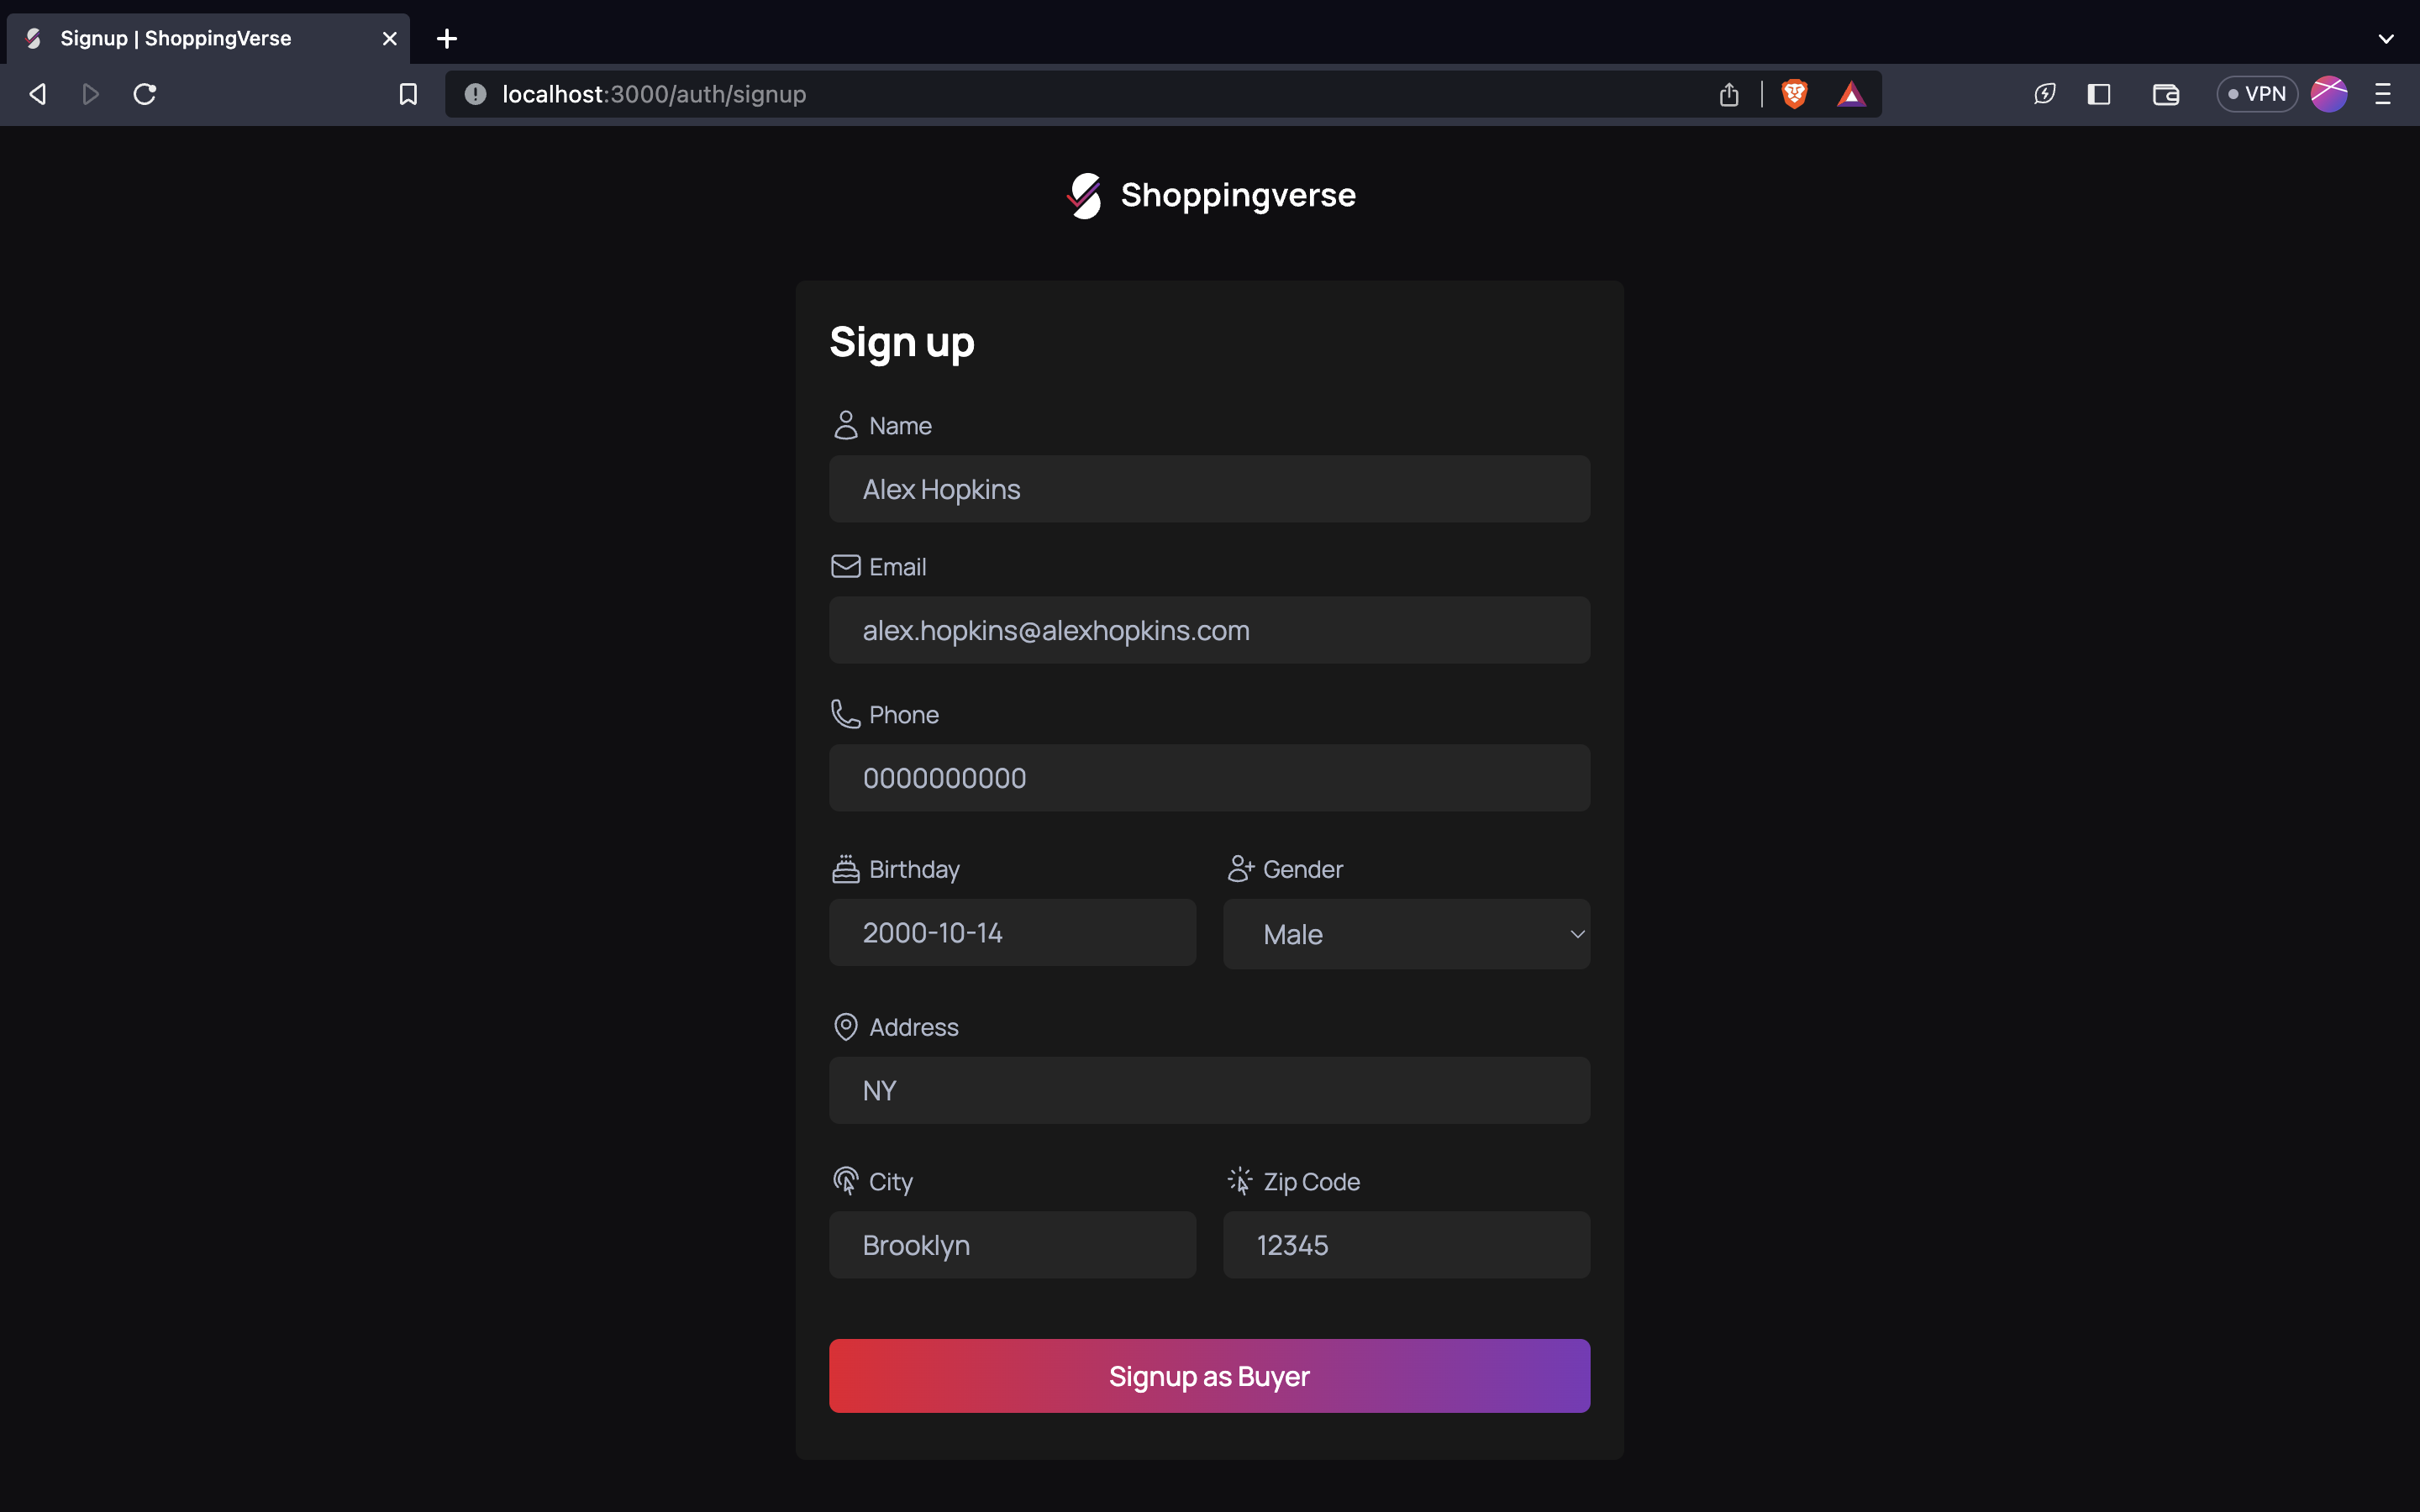 Signup | ShoppingVerse
localhost:3000/auth/signup
VPN
Shoppingverse
Sign up
Name
Alex Hopkins
Email
alex.hopkins@alexhopkins.com
Phone
0000000000
Birthday Gender
2000-10-14 Male
Address
NY
City Zip Code
Brooklyn 12345
Signup as Buyer